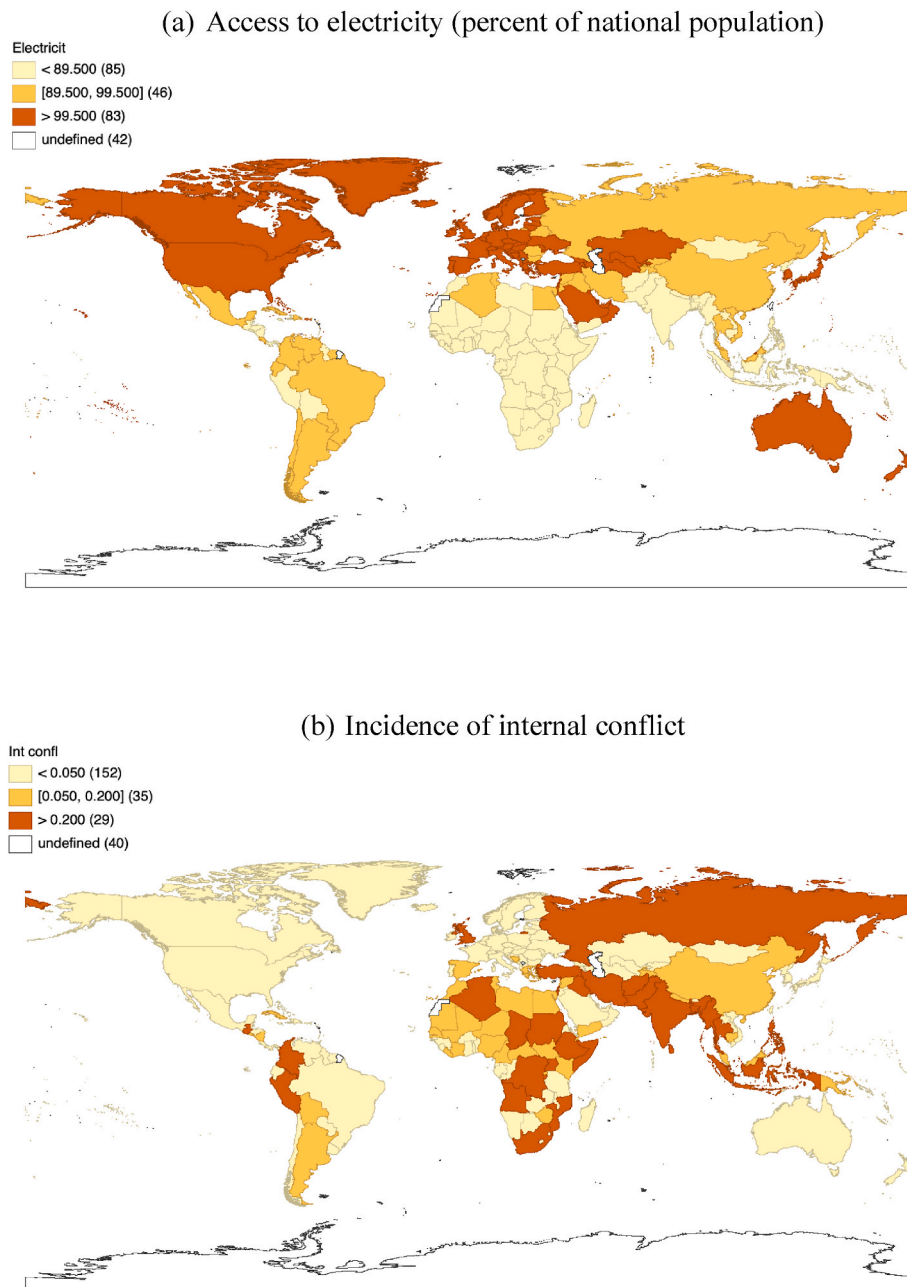 (a) Access to electricity (percent of national population)
Electricit
< 89.500 (85)
[89.500, 99.500] (46)
> 99.500 (83)
undefined (42)
(b) Incidence of internal conflict
Int confl
< 0.050 (152)
[0.050, 0.200] (35)
> 0.200 (29)
undefined (40)